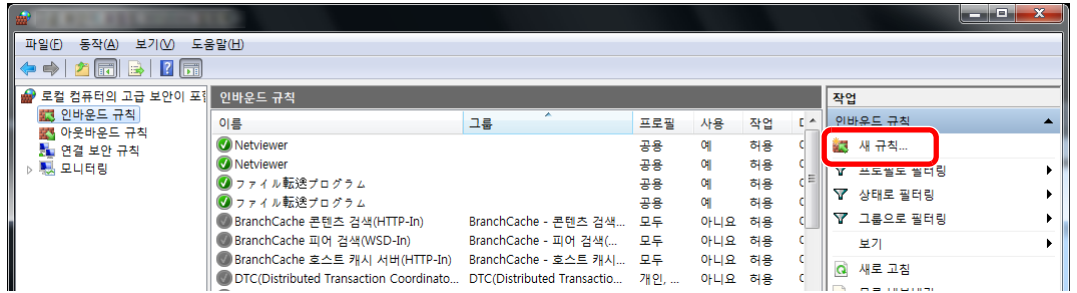 파일(F) 동작(A) 보기(V) 도움말(H)
로컬 컴퓨터의 고급 보안이 포
인바운드 규칙
아웃바운드 규칙
연결 보안 규칙
모니터링
인바운드 규칙
이름 그룹 프로필 사용 작업
Netviewer 공용 예 허용
Netviewer 공용 예 허용
ファイル転送プログラム 공용 예 허용
ファイル転送プログラム 공용 예 허용
BranchCache 콘텐츠 검색(HTTP-In) BranchCache - 콘텐츠 검색... 모두 아니요 허용
BranchCache 피어 검색(WSD-In) BranchCache - 피어 검색(... 모두 아니요 허용
BranchCache 호스트 캐시 서버(HTTP-In) BranchCache - 호스트 캐시... 모두 아니요 허용
DTC(Distributed Transaction Coordinato... DTC(Distributed Transactio... 개인, ... 아니요 허용
작업
인바운드 규칙
새 규칙...
프로필로 필터링
상태로 필터링
그룹으로 필터링
보기
새로 고침